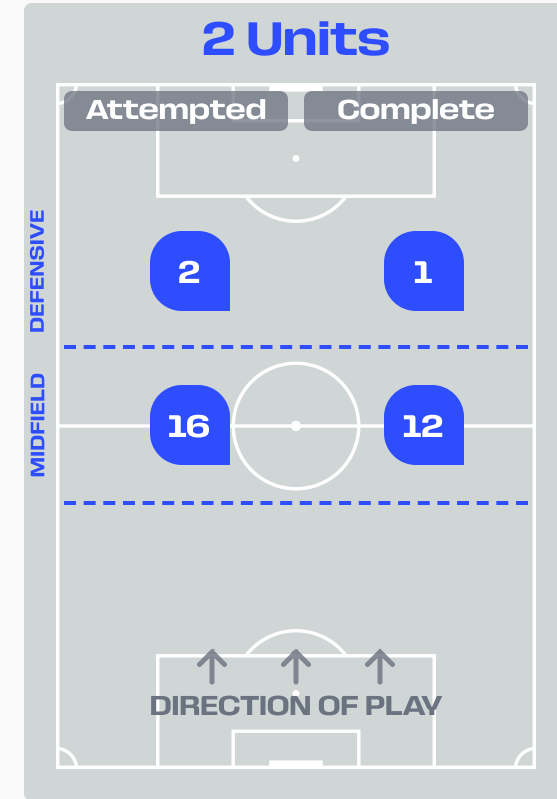 2 Units
Attempted Complete
DEFENSIVE
2 1
MIDFIELD
16 12
DIRECTION OF PLAY